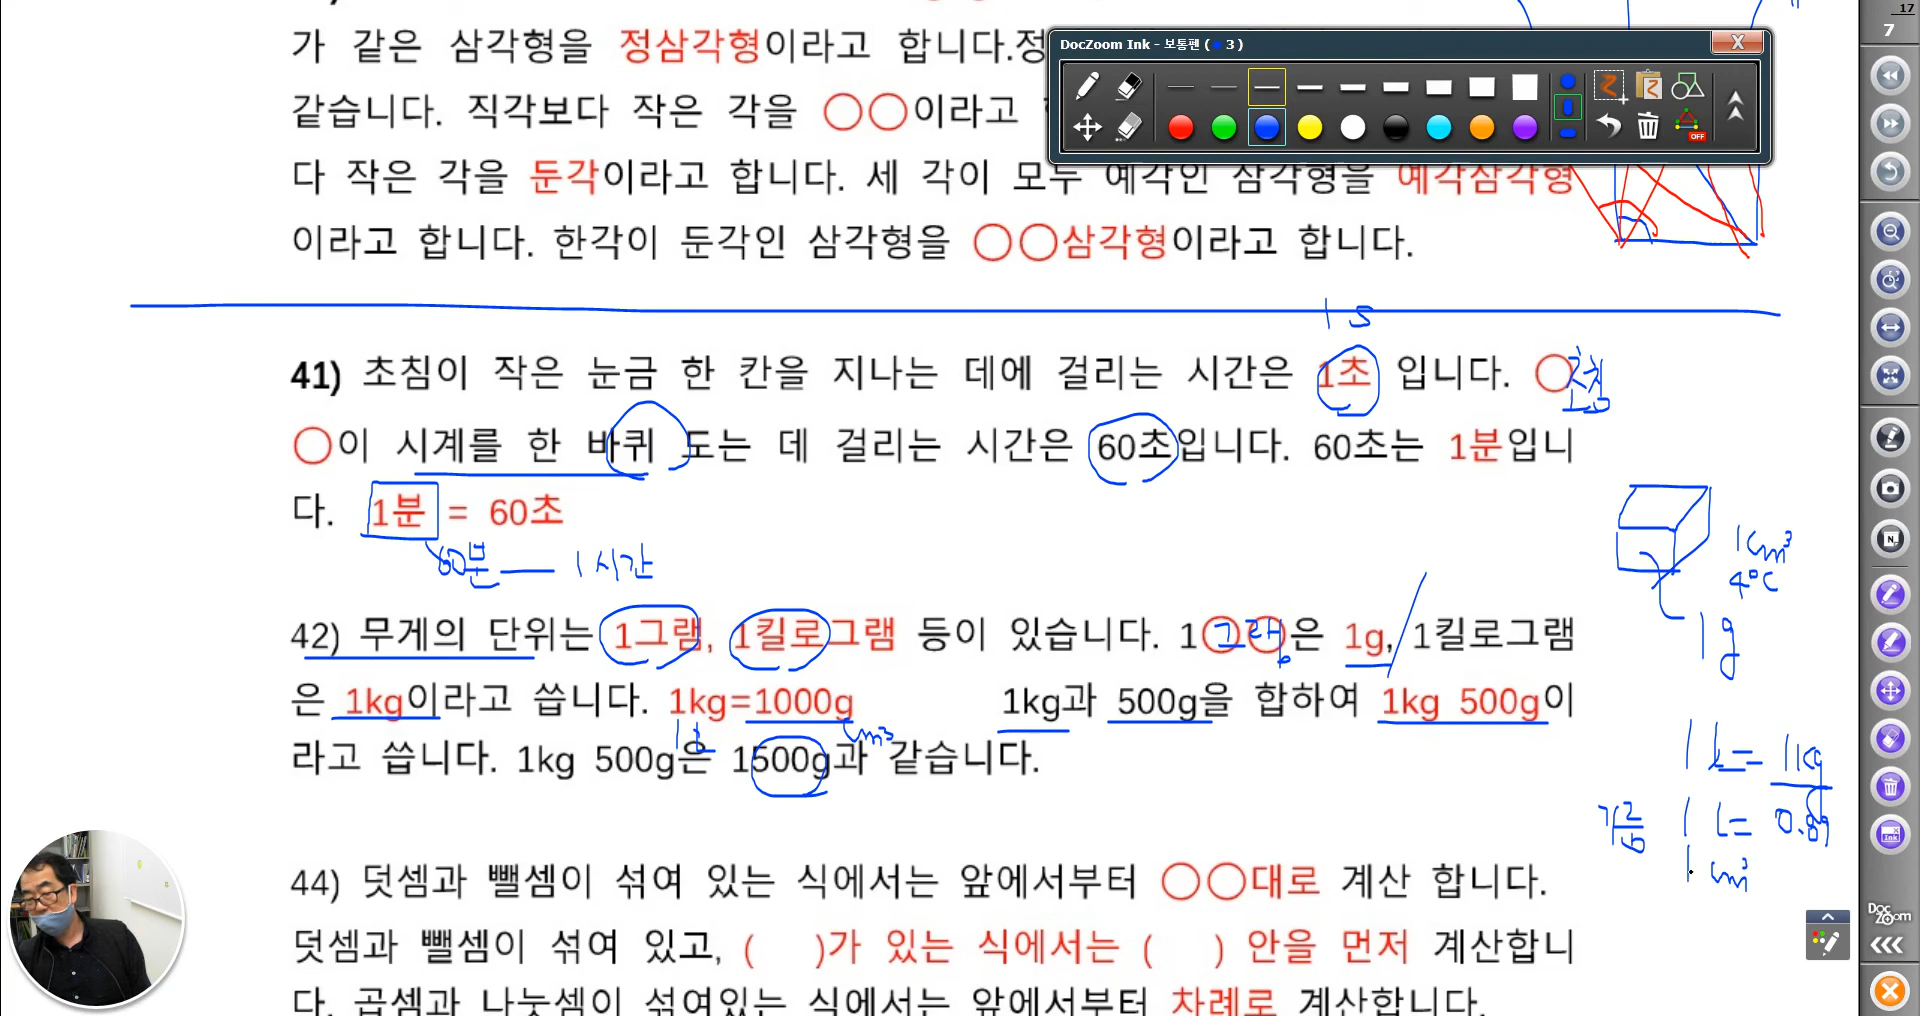 17
7
DocZoom Ink - 보통펜 ( 3 )
OFF
가 같은 삼각형을 정삼각형이라고 합니다.정
같습니다. 직각보다 작은 각을 ○○이라고
다 작은 각을 둔각이라고 합니다. 세 각이 모두 예각인 삼각형을 예각삼각형
이라고 합니다. 한각이 둔각인 삼각형을 ○○삼각형이라고 합니다.
1 5
41) 초침이 작은 눈금 한 칸을 지나는 데에 걸리는 시간은 1초 입니다. ○
○이 시계를 한 바퀴 도는 데 걸리는 시간은 60초입니다. 60초는 1분입니
다. 1분 = 60초
60분 1시간
1cm³
4°C
1g
42) 무게의 단위는 1그램, 1킬로그램 등이 있습니다. 1그램은 1g, 1킬로그램
은 1kg이라고 씁니다. 1kg=1000g 1kg과 500g을 합하여 1kg 500g이
1L cm³
라고 씁니다. 1kg 500g은 1500g과 같습니다.
1L= 1kg
1L= 0.89
1cm³
44) 덧셈과 뺄셈이 섞여 있는 식에서는 앞에서부터 ○○대로 계산 합니다.
덧셈과 뺄셈이 섞여 있고, ( )가 있는 식에서는 ( ) 안을 먼저 계산합니
다. 곱셈과 나눗셈이 섞여있는 식에서는 앞에서부터 차례로 계산합니다.
Doc
Zoom